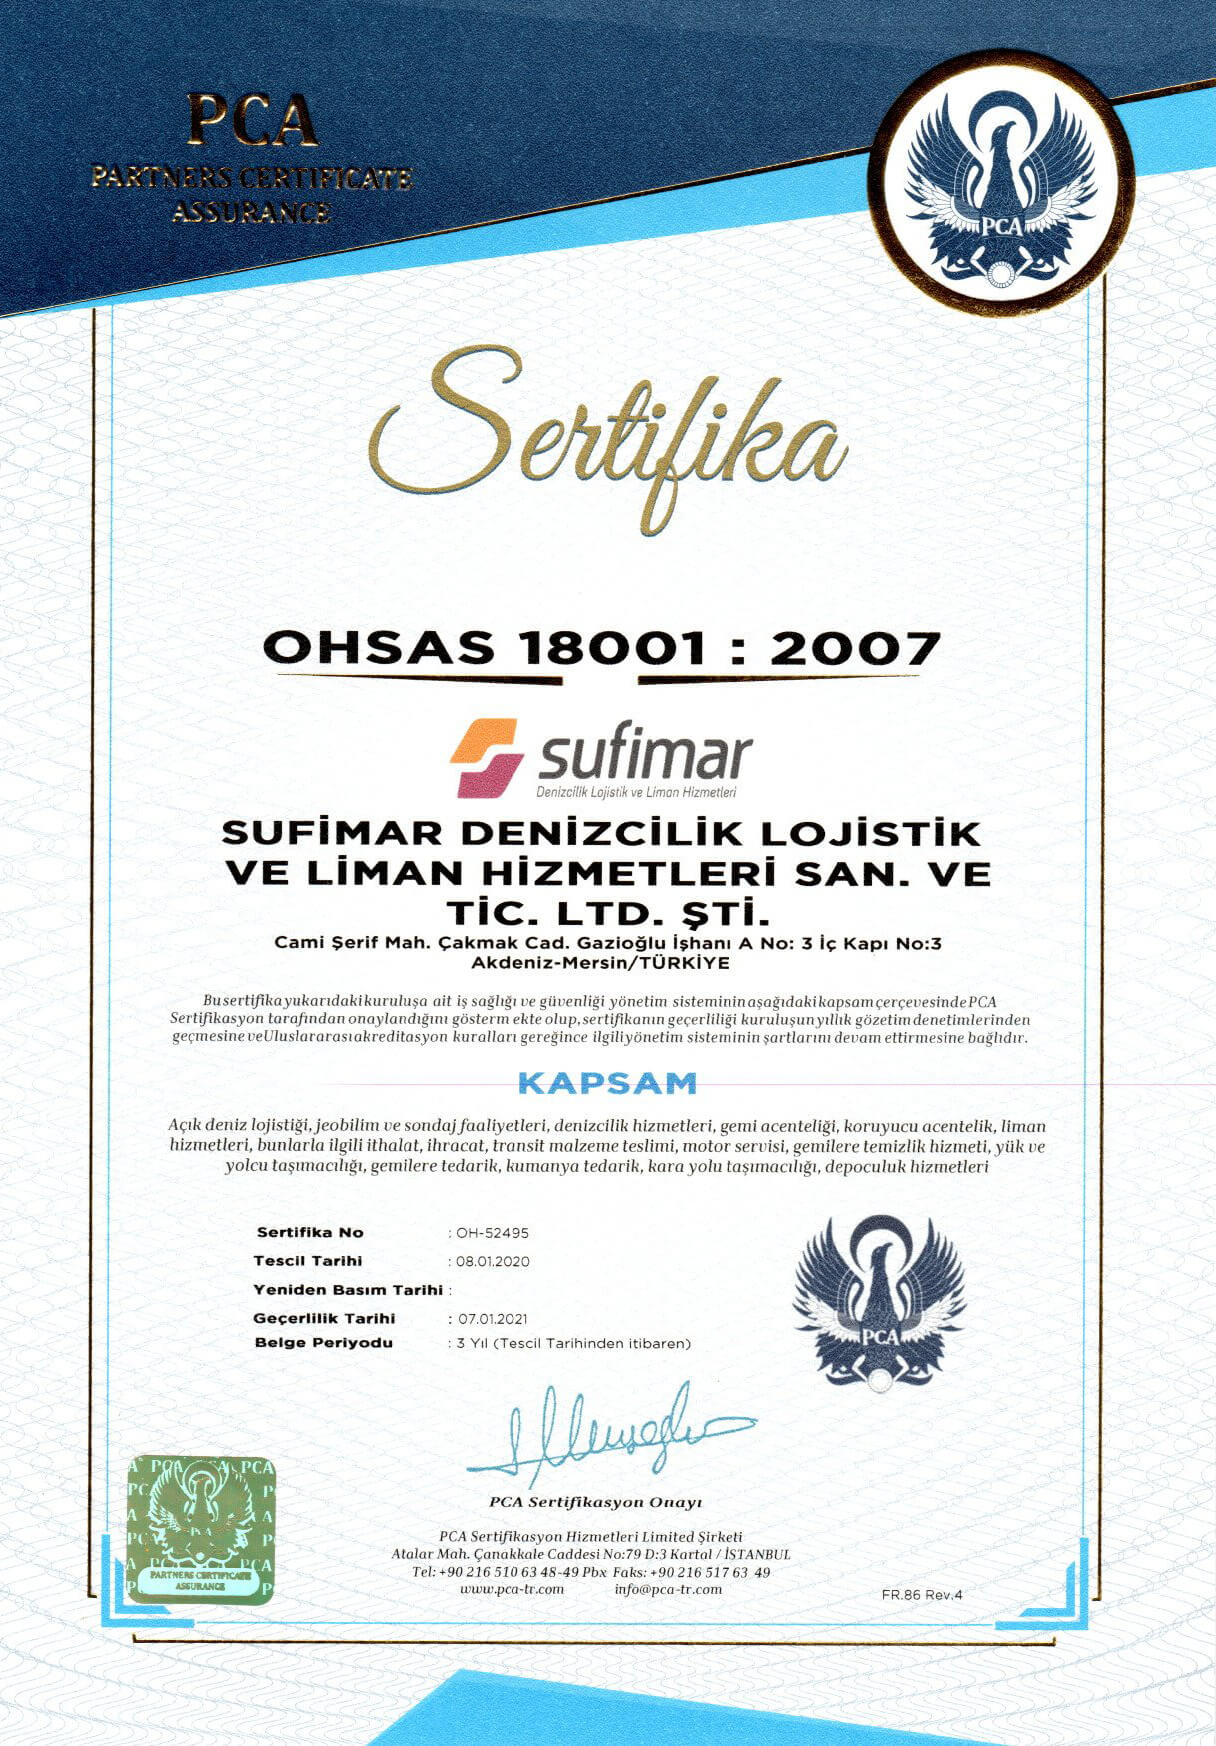 PCA
PARTNERS CERTIFICATE
ASSURANCE
PCA
Sertifika
OHSAS 18001 : 2007
sufimar
Denizcilik Lojistik ve Liman Hizmetleri
SUFİMAR DENİZCİLİK LOJİSTİK
VE LİMAN HİZMETLERİ SAN. VE
TİC. LTD. ŞTİ.
Cami Şerif Mah. Çakmak Cad. Gazioğlu İşhanı A No: 3 İç Kapı No:3
Akdeniz-Mersin/TÜRKİYE
Bu sertifika yukarıdaki kuruluşa ait iş sağlığı ve güvenliği yönetim sisteminin aşağıdaki kapsam çerçevesinde PCA
Sertifikasyon tarafından onaylandığını gösterm ekte olup, sertifikanın geçerliliği kuruluşun yıllık gözetim denetimlerinden
geçmesine ve Uluslararası akreditasyon kuralları gereğince ilgili yönetim sisteminin şartlarını devam ettirmesine bağlıdır.
KAPSAM
Açık deniz lojistiği, jeobilim ve sondaj faaliyetleri, denizcilik hizmetleri, gemi acenteliği, koruyucu acentelik, liman
hizmetleri, bunlarla ilgili ithalat, ihracat, transit malzeme teslimi, motor servisi, gemilere temizlik hizmeti, yük ve
yolcu taşımacılığı, gemilere tedarik, kumanya tedarik, kara yolu taşımacılığı, depoculuk hizmetleri
Sertifika No : OH-52495
Tescil Tarihi : 08.01.2020
Yeniden Basım Tarihi :
Geçerlilik Tarihi : 07.01.2021
Belge Periyodu : 3 Yıl (Tescil Tarihinden itibaren)
PCA
PCA Sertifikasyon Onayı
PCA Sertifikasyon Hizmetleri Limited Şirketi
Atalar Mah. Çanakkale Caddesi No:79 D:3 Kartal / İSTANBUL
Tel: +90 216 510 63 48-49 Pbx Faks: +90 216 517 63 49
www.pca-tr.com info@pca-tr.com
FR.86 Rev.4
PCA
PARTNERS CERTIFICATE
ASSURANCE